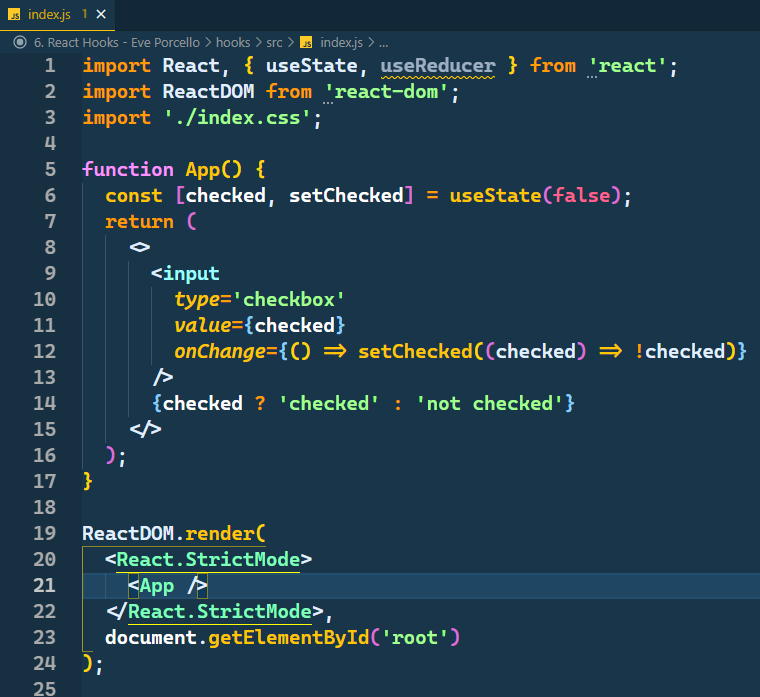 JS index.js 1 ×
6. React Hooks - Eve Porcello > hooks > src > JS index.js > ...
1 import React, { useState, useReducer } from 'react';
2 import ReactDOM from 'react-dom';
3 import './index.css';
4
5 function App() {
6   const [checked, setChecked] = useState(false);
7   return (
8     <>
9       <input
10         type='checkbox'
11         value={checked}
12         onChange={() => setChecked((checked) => !checked)}
13       />
14       {checked ? 'checked' : 'not checked'}
15     </>
16   );
17 }
18
19 ReactDOM.render(
20   <React.StrictMode>
21     <App />
22   </React.StrictMode>,
23   document.getElementById('root')
24 );
25